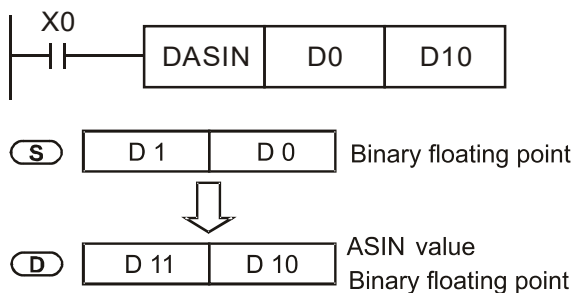 X0
DASIN D0 D10
S D 1 D 0 Binary floating point
D D 11 D 10 ASIN value
Binary floating point